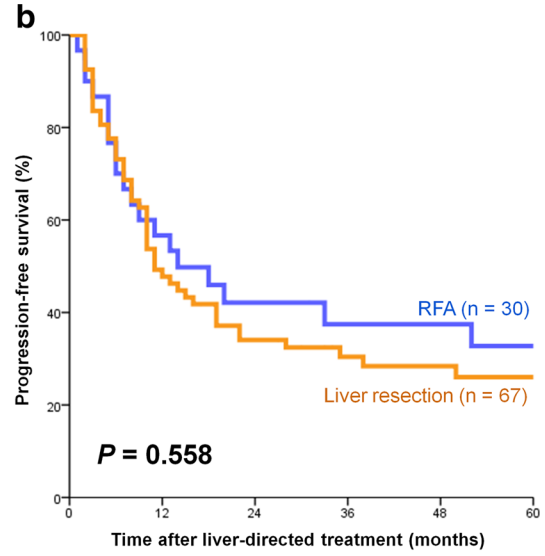 b
Progression-free survival (%)
100
80
60
40
20
0
RFA (n = 30)
Liver resection (n = 67)
P = 0.558
0 12 24 36 48 60
Time after liver-directed treatment (months)